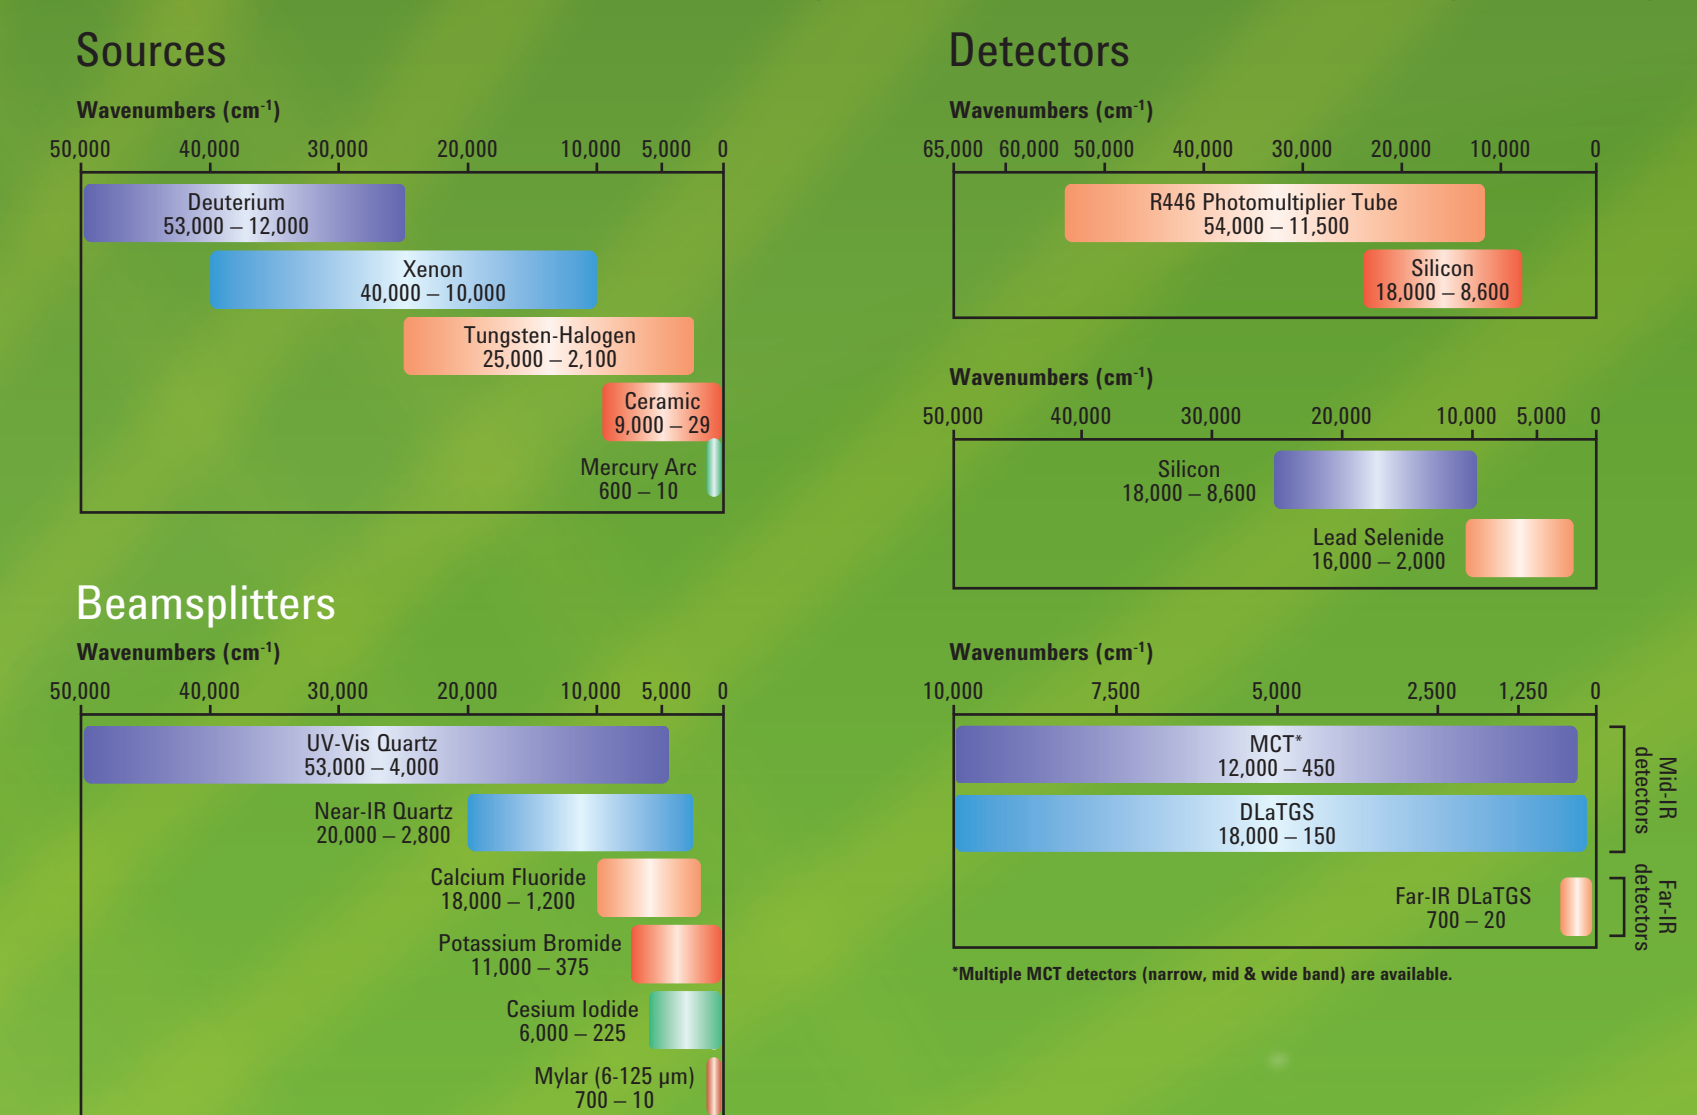 Sources
Wavenumbers (cm-1)
50,000 40,000 30,000 20,000 10,000 5,000 0
Deuterium
53,000 – 12,000
Xenon
40,000 – 10,000
Tungsten-Halogen
25,000 – 2,100
Ceramic
9,000 – 29
Mercury Arc
600 – 10
Beamsplitters
Wavenumbers (cm-1)
50,000 40,000 30,000 20,000 10,000 5,000 0
UV-Vis Quartz
53,000 – 4,000
Near-IR Quartz
20,000 – 2,800
Calcium Fluoride
18,000 – 1,200
Potassium Bromide
11,000 – 375
Cesium Iodide
6,000 – 225
Mylar (6-125 µm)
700 – 10
Detectors
Wavenumbers (cm-1)
65,000 60,000 50,000 40,000 30,000 20,000 10,000 0
R446 Photomultiplier Tube
54,000 – 11,500
Silicon
18,000 – 8,600
Wavenumbers (cm-1)
50,000 40,000 30,000 20,000 10,000 5,000 0
Silicon
18,000 – 8,600
Lead Selenide
16,000 – 2,000
Wavenumbers (cm-1)
10,000 7,500 5,000 2,500 1,250 0
MCT*
12,000 – 450
DLaTGS
18,000 – 150
Mid-IR
detectors
Far-IR DLaTGS
700 – 20
Far-IR
detectors
*Multiple MCT detectors (narrow, mid & wide band) are available.